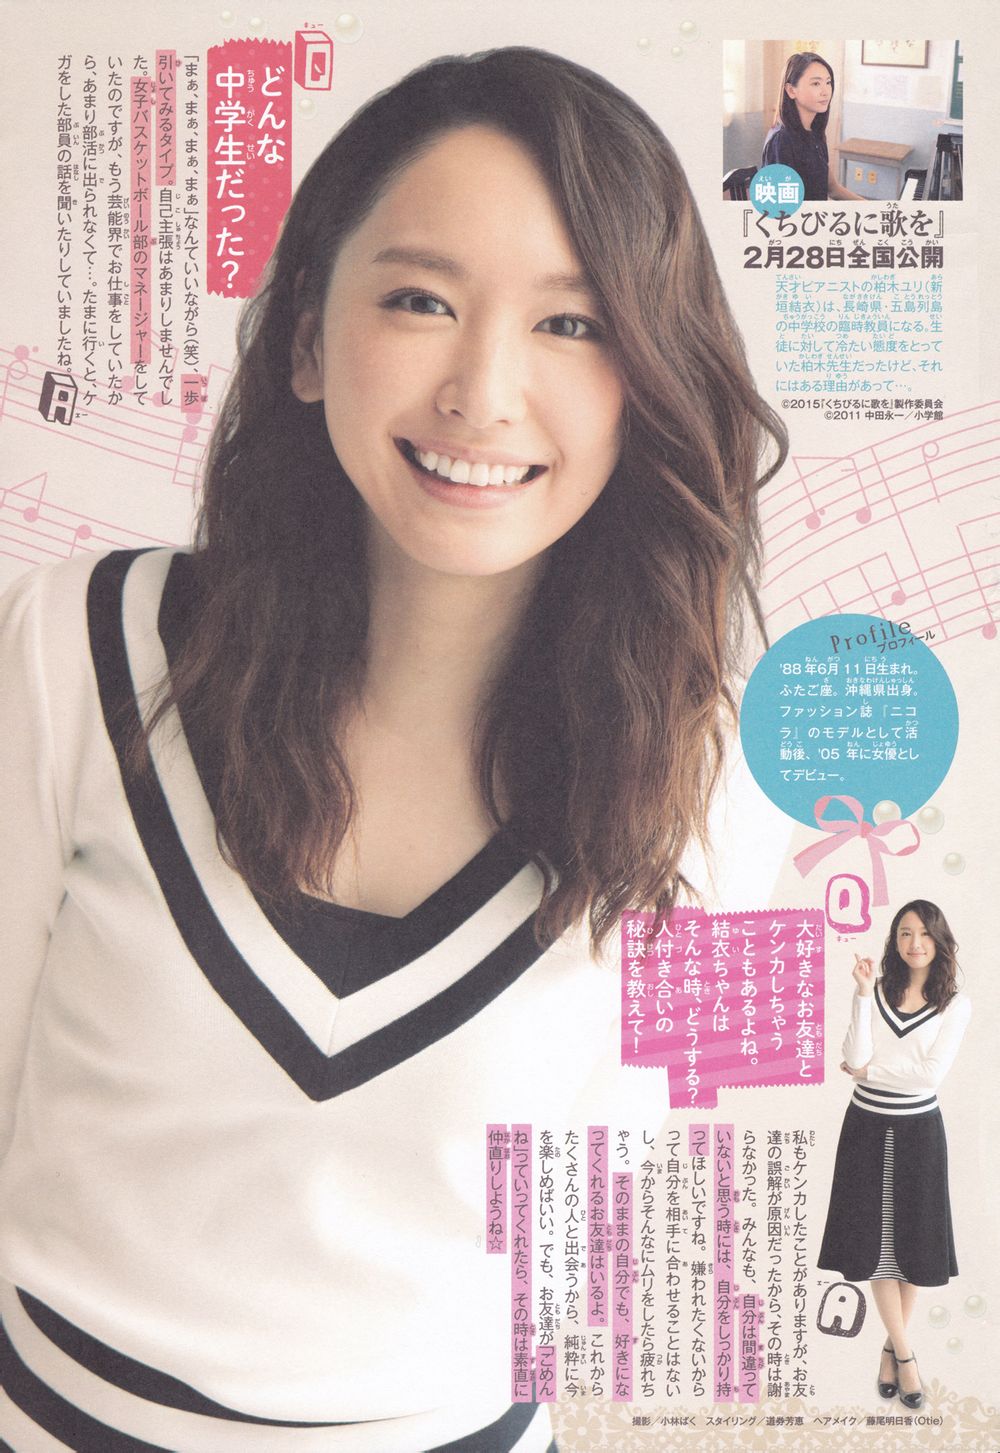 Q
キュー
どんな
中学生だった？
「まぁ、まぁ、まぁ、まぁ」なんていいながら(笑)、一歩
引いてみるタイプ。自己主張はあまりしませんでし
た。女子バスケットボール部のマネージャーをして
いたのですが、もう芸能界でお仕事をしていたか
ら、あまり部活に出られなくて…。たまに行くと、ケ
ガをした部員の話を聞いたりしていましたね。
A
エー
映画
『くちびるに歌を』
2月28日全国公開
天才ピアニストの柏木ユリ(新
垣結衣)は、長崎県・五島列島
の中学校の臨時教員になる。生
徒に対して冷たい態度をとって
いた柏木先生だったけど、それ
にはある理由があって…。
©2015『くちびるに歌を』製作委員会
©2011 中田永一／小学館
Profile
プロフィール
'88年6月11日生まれ。
ふたご座。沖縄県出身。
ファッション誌『ニコ
ラ』のモデルとして活
動後、'05年に女優とし
てデビュー。
Q
キュー
大好きなお友達と
ケンカしちゃう
こともあるよね。
結衣ちゃんは
そんな時、どうする？
人付き合いの
秘訣を教えて！
A
エー
私もケンカしたことがありますが、お友
達の誤解が原因だったから、その時は謝
らなかった。みんなも、自分は間違って
いないと思う時には、自分をしっかり持
ってほしいですね。嫌われたくないから
って自分を相手に合わせることはない
し、今からそんなにムリをしたら疲れち
ゃう。そのままの自分でも、好きにな
ってくれるお友達はいるよ。これから
たくさんの人と出会うから、純粋に今
を楽しめばいい。でも、お友達が「ごめん
ね」っていってくれたら、その時は素直に
仲直りしようね☆
撮影／小林ばく　スタイリング／道券芳恵　ヘアメイク／藤尾明日香(Otie)